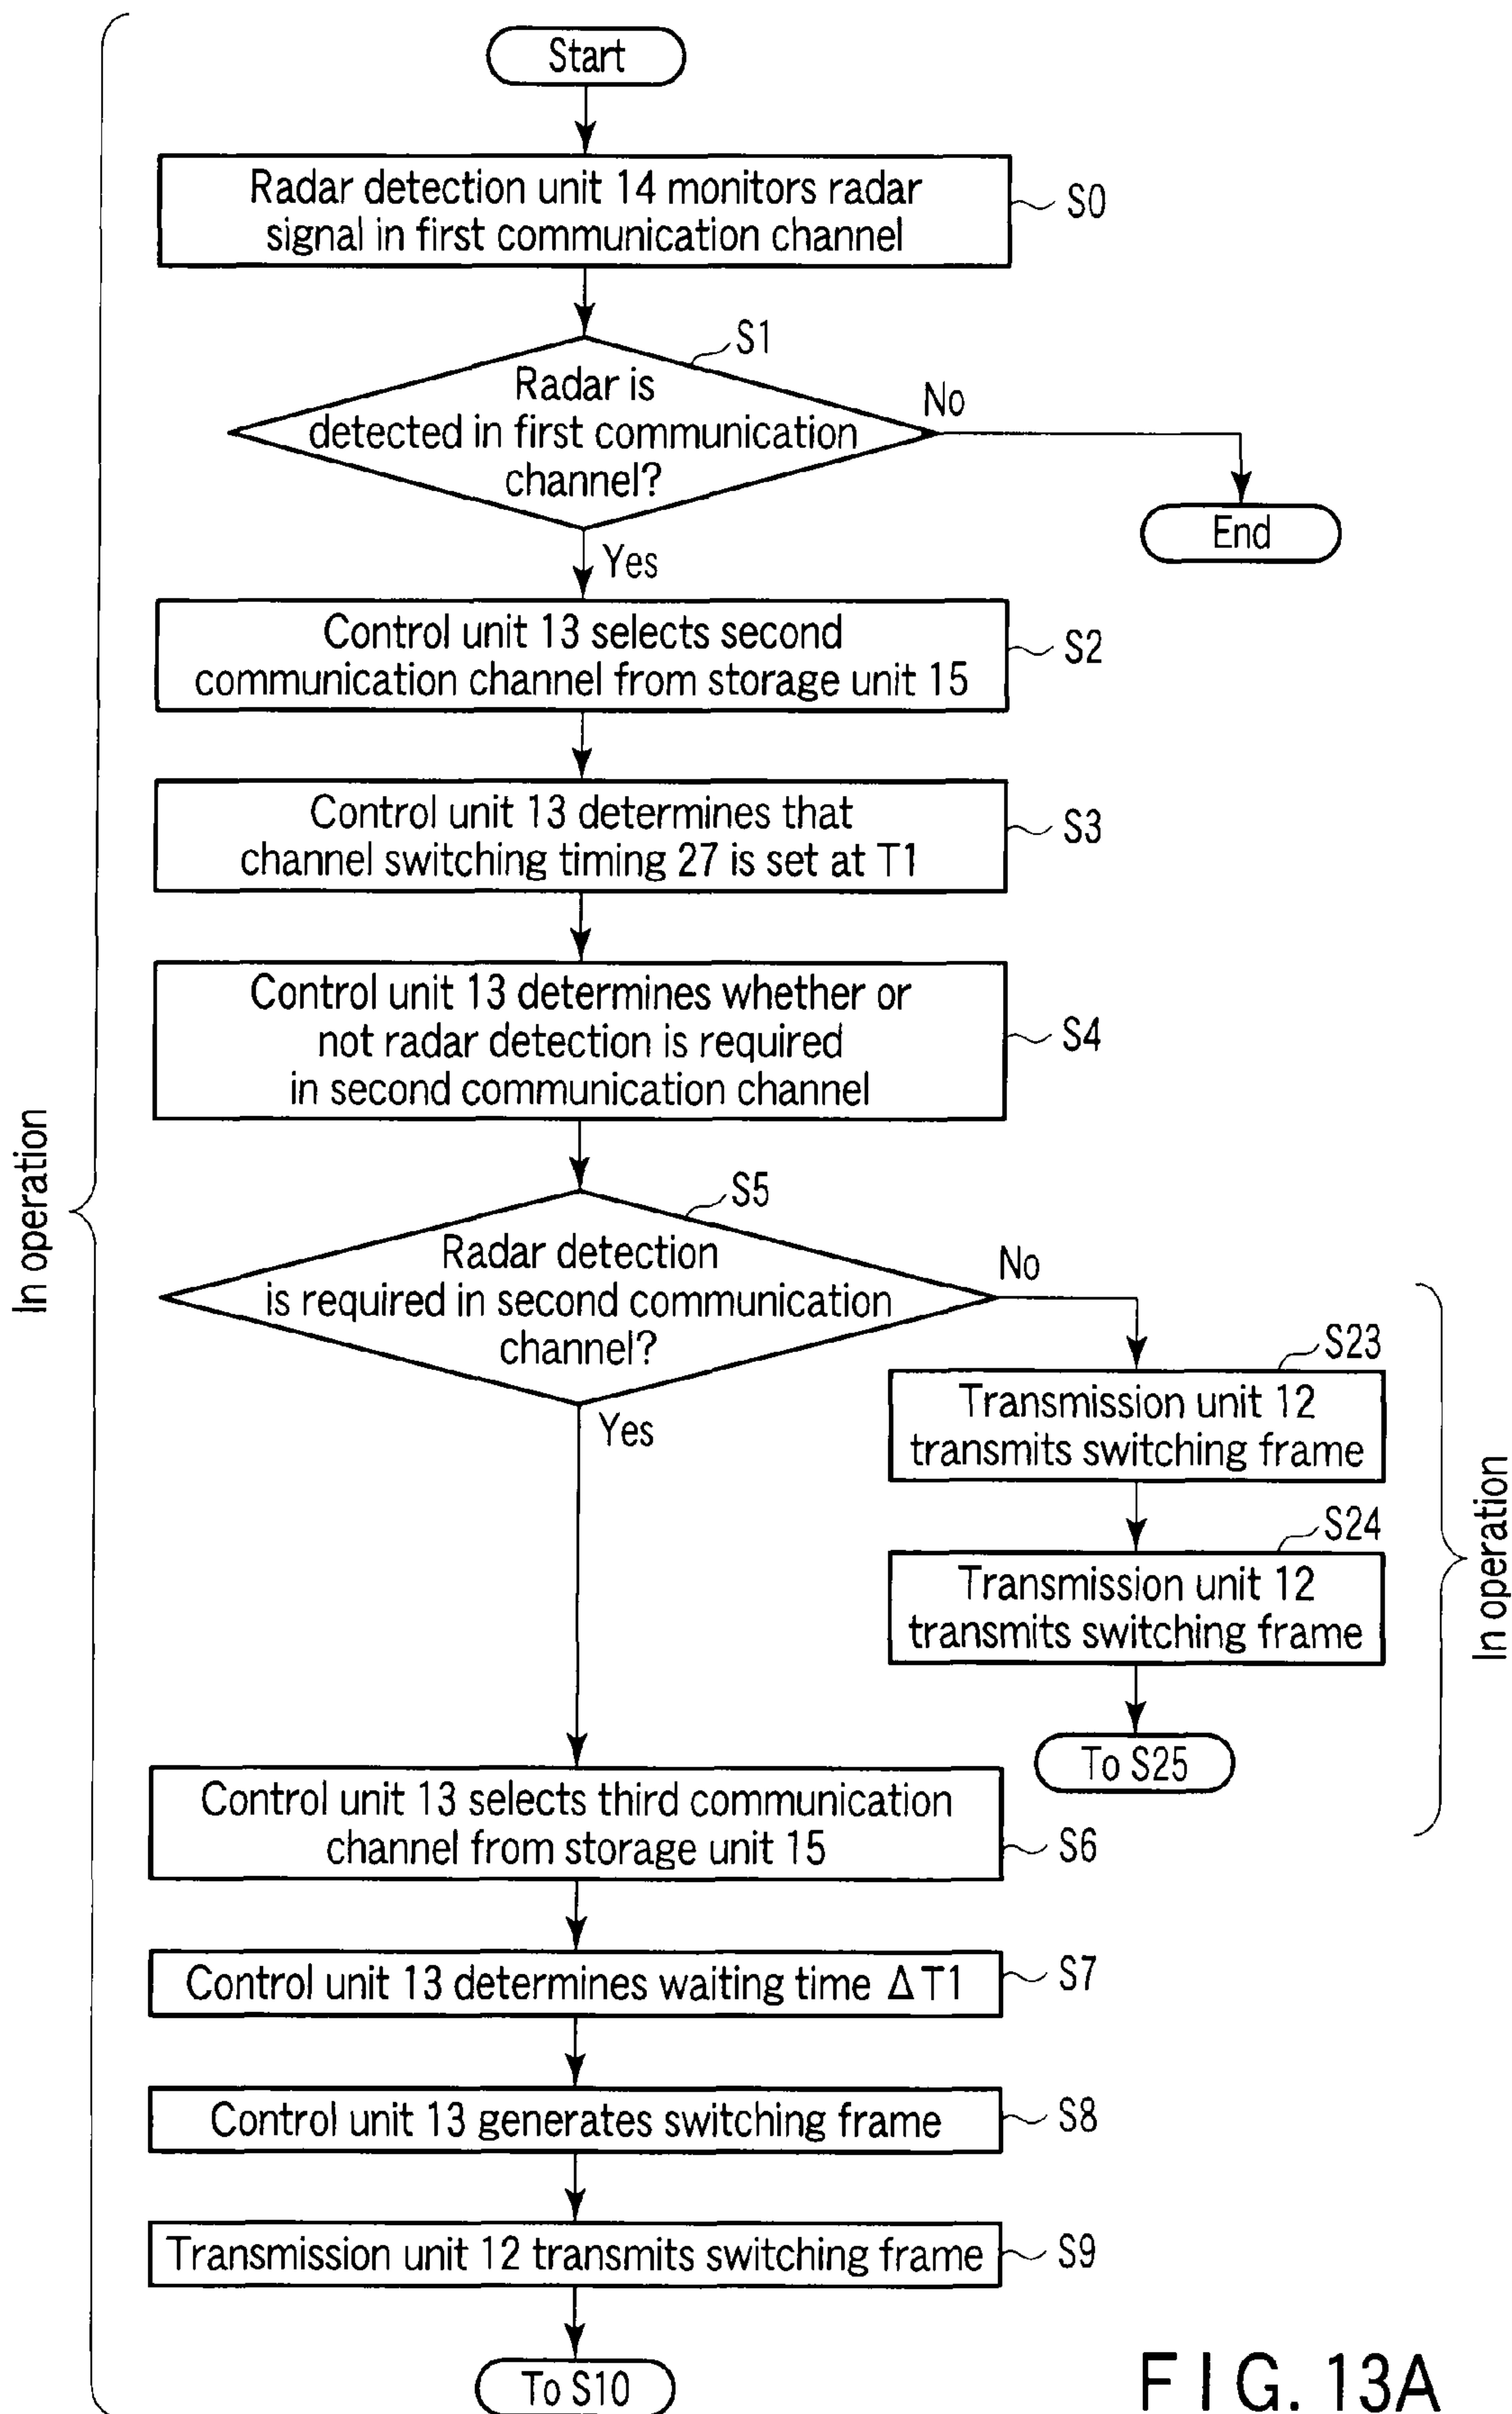 Start
Radar detection unit 14 monitors radar
signal in first communication channel
S0
S1
Radar is
detected in first communication
channel?
No
End
Yes
Control unit 13 selects second
communication channel from storage unit 15
S2
Control unit 13 determines that
channel switching timing 27 is set at T1
S3
Control unit 13 determines whether or
not radar detection is required
in second communication channel
S4
In operation
S5
Radar detection
is required in second communication
channel?
No
Yes
S23
Transmission unit 12
transmits switching frame
S24
Transmission unit 12
transmits switching frame
To S25
In operation
Control unit 13 selects third communication
channel from storage unit 15
S6
Control unit 13 determines waiting time ΔT1
S7
Control unit 13 generates switching frame
S8
Transmission unit 12 transmits switching frame
S9
To S10
FIG. 13A